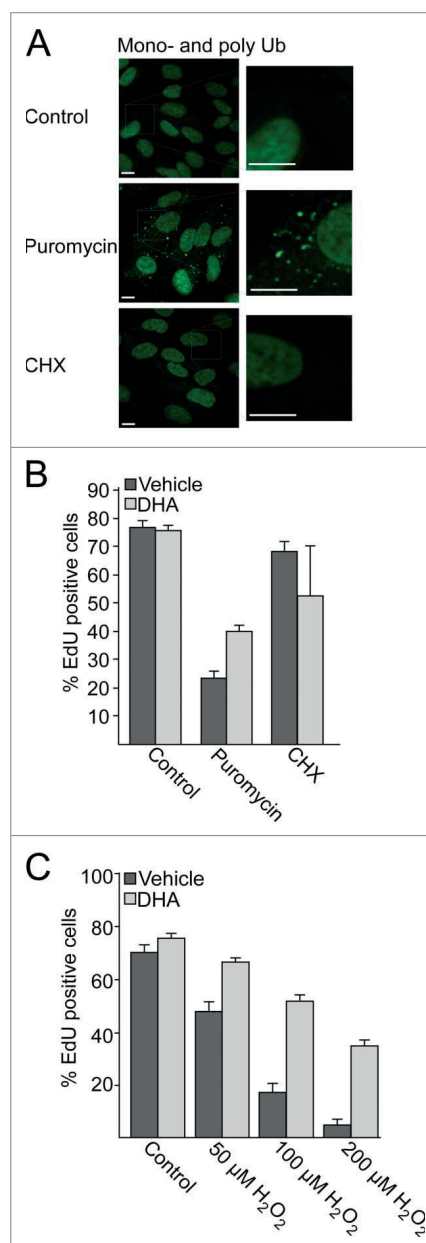 A
Mono- and poly Ub
Control
Puromycin
CHX
B
Vehicle
DHA
% EdU positive cells
90
80
70
60
50
40
30
20
10
Control
Puromycin
CHX
C
Vehicle
DHA
% EdU positive cells
100
80
60
40
20
Control
50 µM H₂O₂
100 µM H₂O₂
200 µM H₂O₂